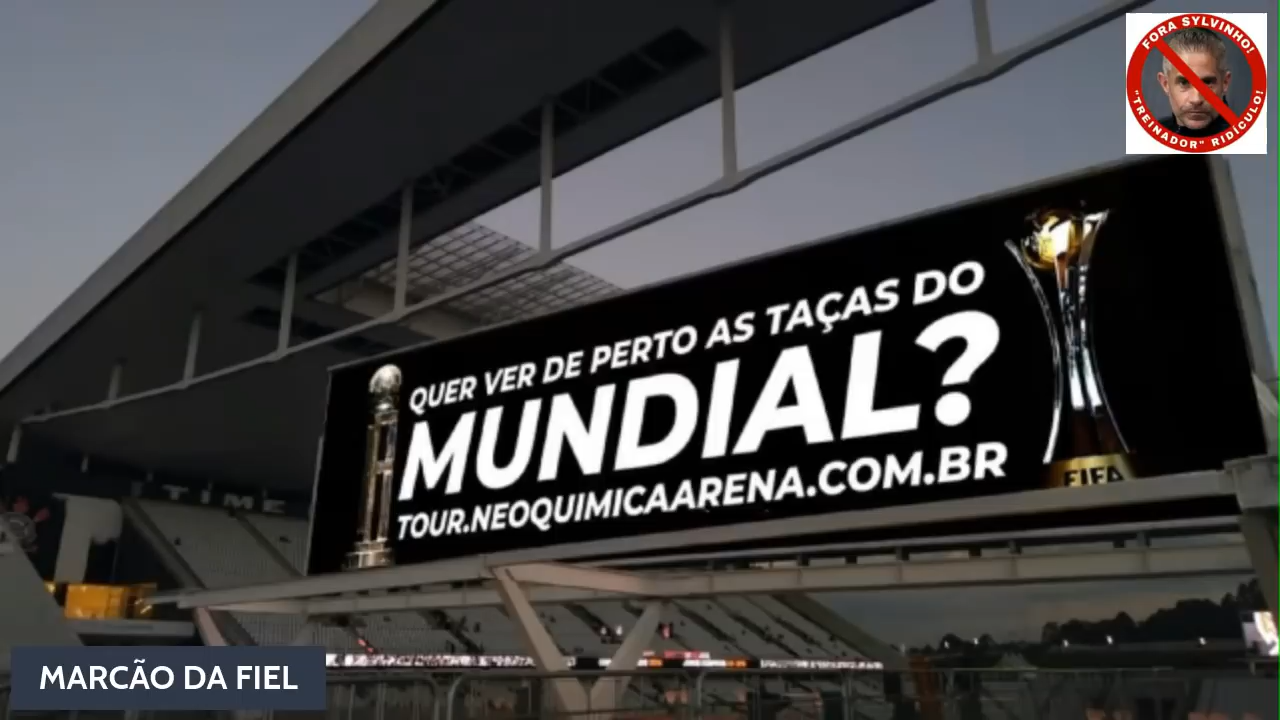 FORA SYLVINHO!
"TREINADOR" RIDÍCULO!
QUER VER DE PERTO AS TAÇAS DO
MUNDIAL?
TOUR.NEOQUIMICAARENA.COM.BR
FIFA
TIME
MARCÃO DA FIEL